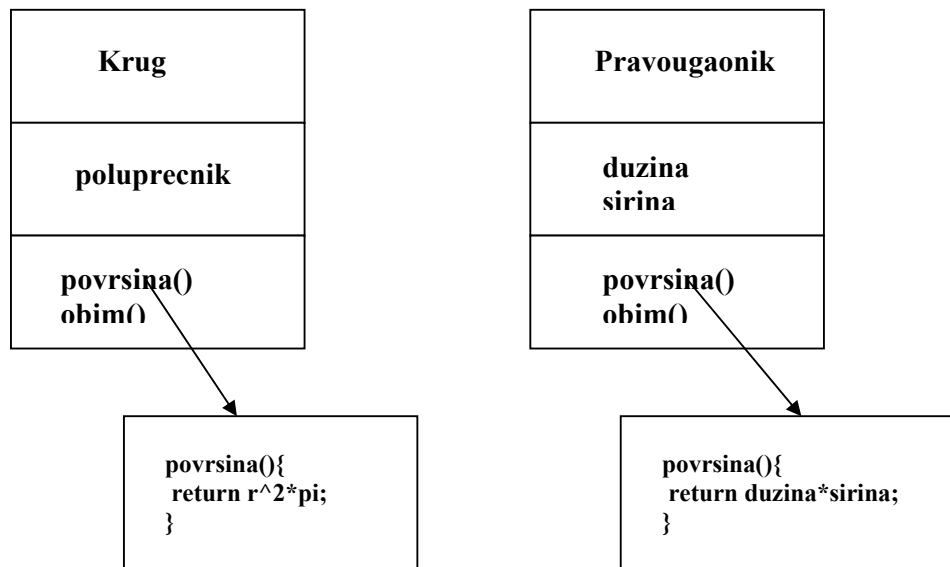 Krug
poluprecnik
povrsina()
obim()
povrsina(){
return r^2*pi;
}
Pravougaonik
duzina
sirina
povrsina()
obim()
povrsina(){
return duzina*sirina;
}